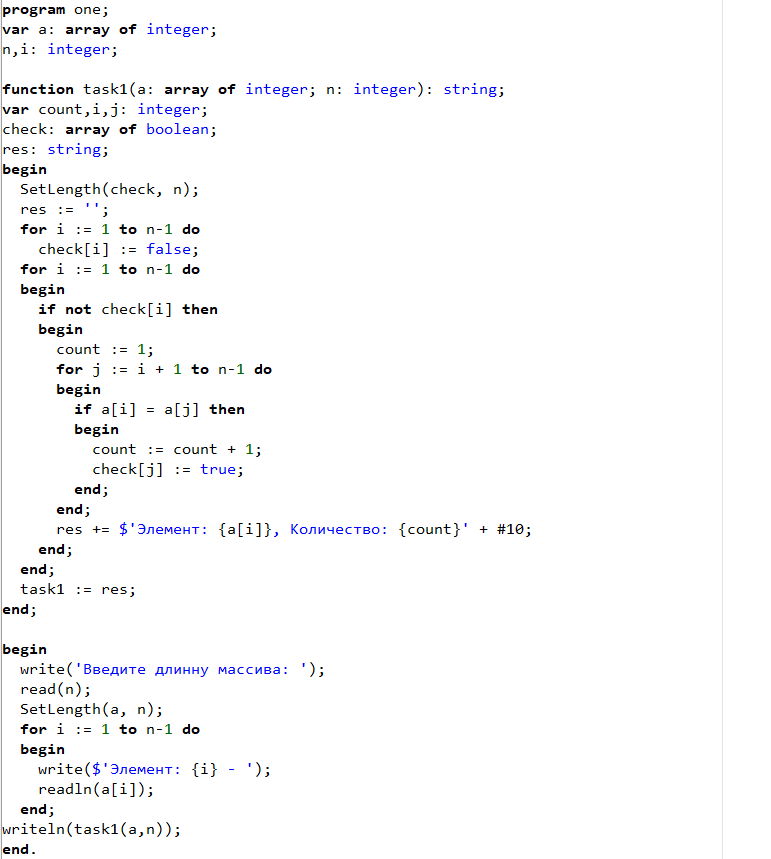 program one;
var a: array of integer;
n,i: integer;

function task1(a: array of integer; n: integer): string;
var count,i,j: integer;
check: array of boolean;
res: string;
begin
  SetLength(check, n);
  res := '';
  for i := 1 to n-1 do
    check[i] := false;
  for i := 1 to n-1 do
  begin
    if not check[i] then
    begin
      count := 1;
      for j := i + 1 to n-1 do
      begin
        if a[i] = a[j] then
        begin
          count := count + 1;
          check[j] := true;
        end;
      end;
      res += $'Элемент: {a[i]}, Количество: {count}' + #10;
    end;
  end;
  task1 := res;
end;

begin
  write('Введите длинну массива: ');
  read(n);
  SetLength(a, n);
  for i := 1 to n-1 do
  begin
    write($'Элемент: {i} - ');
    readln(a[i]);
  end;
writeln(task1(a,n));
end.